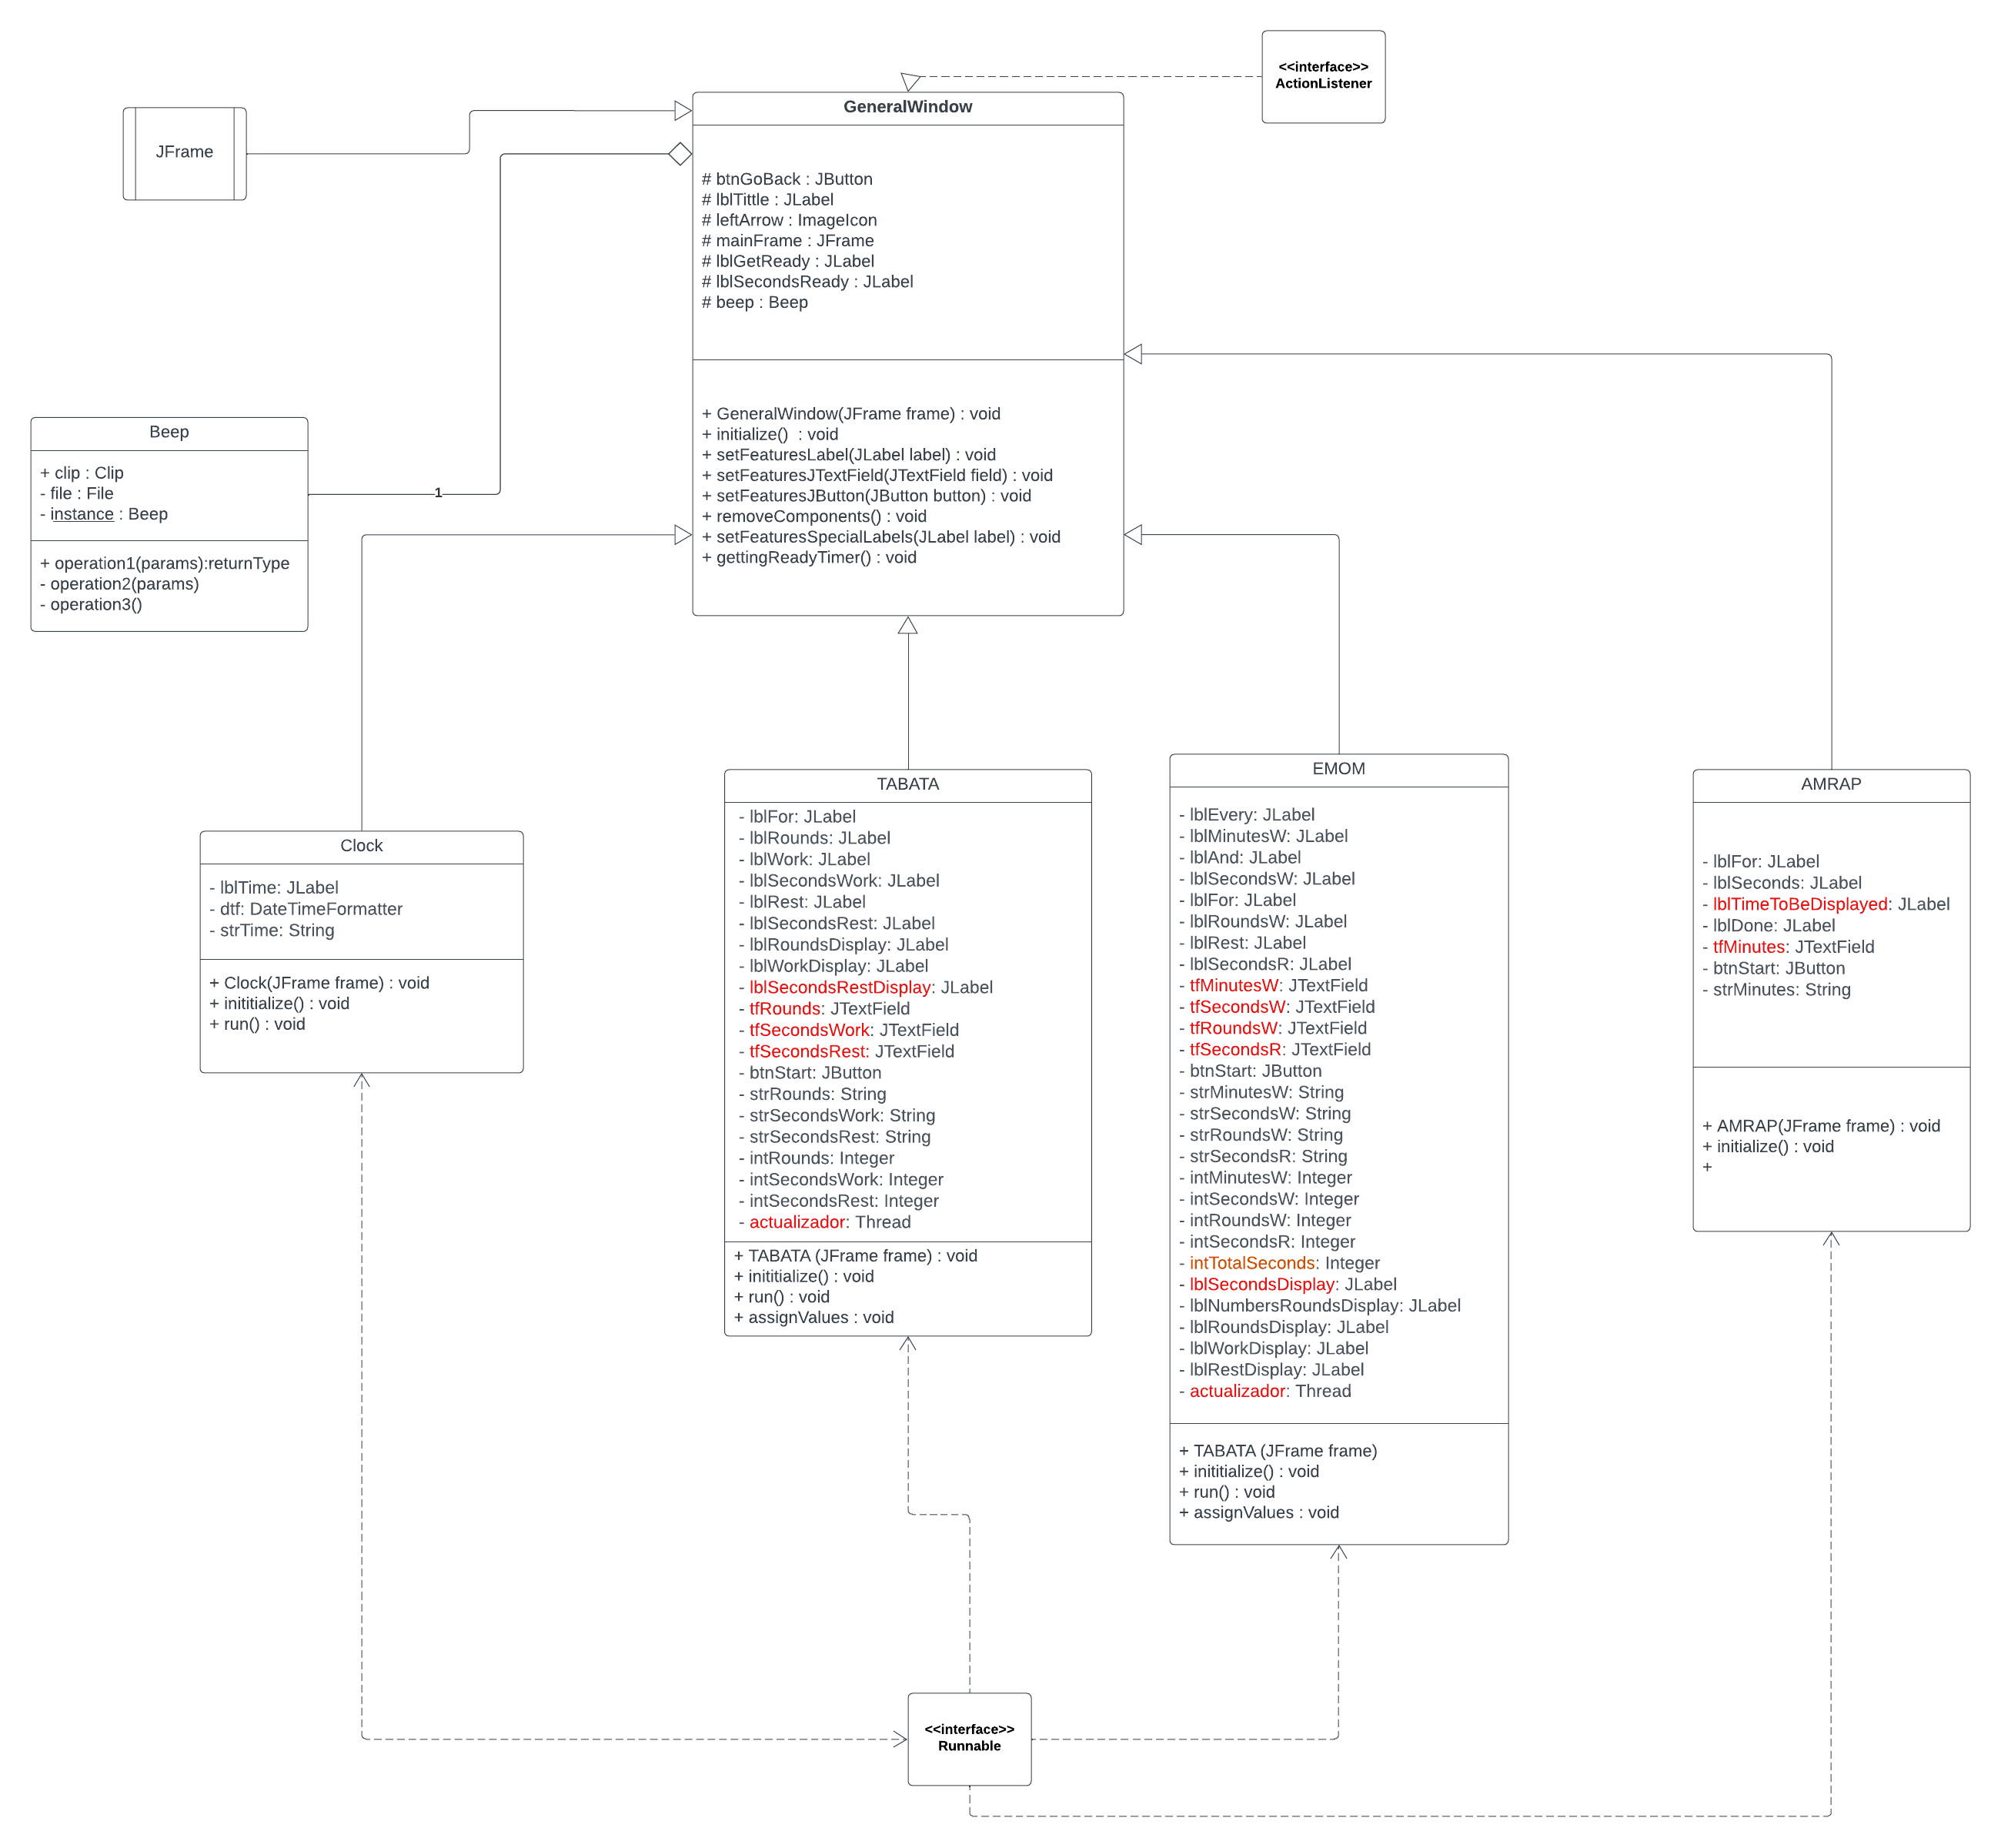 <<interface>>
ActionListener
JFrame
GeneralWindow
# btnGoBack : JButton
# lblTittle : JLabel
# leftArrow : ImageIcon
# mainFrame : JFrame
# lblGetReady : JLabel
# lblSecondsReady : JLabel
# beep : Beep
+ GeneralWindow(JFrame frame) : void
+ initialize()  : void
+ setFeaturesLabel(JLabel label) : void
+ setFeaturesJTextField(JTextField field) : void
+ setFeaturesJButton(JButton button) : void
+ removeComponents() : void
+ setFeaturesSpecialLabels(JLabel label) : void
+ gettingReadyTimer() : void
Beep
+ clip : Clip
- file : File
- instance : Beep
+ operation1(params):returnType
- operation2(params)
- operation3()
1
Clock
- lblTime: JLabel
- dtf: DateTimeFormatter
- strTime: String
+ Clock(JFrame frame) : void
+ inititialize() : void
+ run() : void
TABATA
- lblFor: JLabel
- lblRounds: JLabel
- lblWork: JLabel
- lblSecondsWork: JLabel
- lblRest: JLabel
- lblSecondsRest: JLabel
- lblRoundsDisplay: JLabel
- lblWorkDisplay: JLabel
- lblSecondsRestDisplay: JLabel
- tfRounds: JTextField
- tfSecondsWork: JTextField
- tfSecondsRest: JTextField
- btnStart: JButton
- strRounds: String
- strSecondsWork: String
- strSecondsRest: String
- intRounds: Integer
- intSecondsWork: Integer
- intSecondsRest: Integer
- actualizador: Thread
+ TABATA (JFrame frame) : void
+ inititialize() : void
+ run() : void
+ assignValues : void
EMOM
- lblEvery: JLabel
- lblMinutesW: JLabel
- lblAnd: JLabel
- lblSecondsW: JLabel
- lblFor: JLabel
- lblRoundsW: JLabel
- lblRest: JLabel
- lblSecondsR: JLabel
- tfMinutesW: JTextField
- tfSecondsW: JTextField
- tfRoundsW: JTextField
- tfSecondsR: JTextField
- btnStart: JButton
- strMinutesW: String
- strSecondsW: String
- strRoundsW: String
- strSecondsR: String
- intMinutesW: Integer
- intSecondsW: Integer
- intRoundsW: Integer
- intSecondsR: Integer
- intTotalSeconds: Integer
- lblSecondsDisplay: JLabel
- lblNumbersRoundsDisplay: JLabel
- lblRoundsDisplay: JLabel
- lblWorkDisplay: JLabel
- lblRestDisplay: JLabel
- actualizador: Thread
+ TABATA (JFrame frame)
+ inititialize() : void
+ run() : void
+ assignValues : void
AMRAP
- lblFor: JLabel
- lblSeconds: JLabel
- lblTimeToBeDisplayed: JLabel
- lblDone: JLabel
- tfMinutes: JTextField
- btnStart: JButton
- strMinutes: String
+ AMRAP(JFrame frame) : void
+ initialize() : void
+
<<interface>>
Runnable